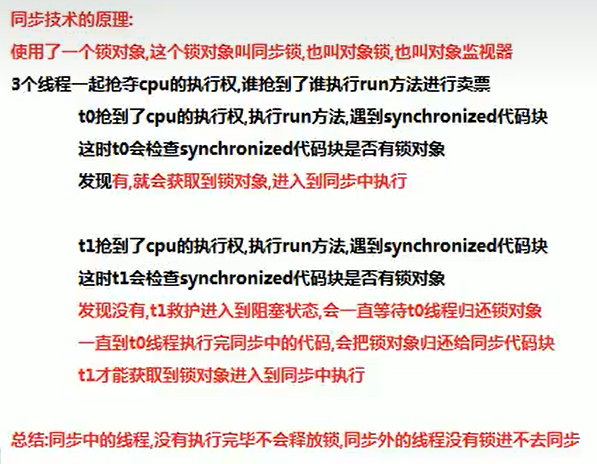 同步技术的原理:
使用了一个锁对象,这个锁对象叫同步锁,也叫对象锁,也叫对象监视器
3个线程一起抢夺cpu的执行权,谁抢到了谁执行run方法进行卖票
t0抢到了cpu的执行权,执行run方法,遇到synchronized代码块
这时t0会检查synchronized代码块是否有锁对象
发现有,就会获取到锁对象,进入到同步中执行
t1抢到了cpu的执行权,执行run方法,遇到synchronized代码块
这时t1会检查synchronized代码块是否有锁对象
发现没有,t1救护进入到阻塞状态,会一直等待t0线程归还锁对象
一直到t0线程执行完同步中的代码,会把锁对象归还给同步代码块
t1才能获取到锁对象进入到同步中执行
总结:同步中的线程,没有执行完毕不会释放锁,同步外的线程没有锁进不去同步